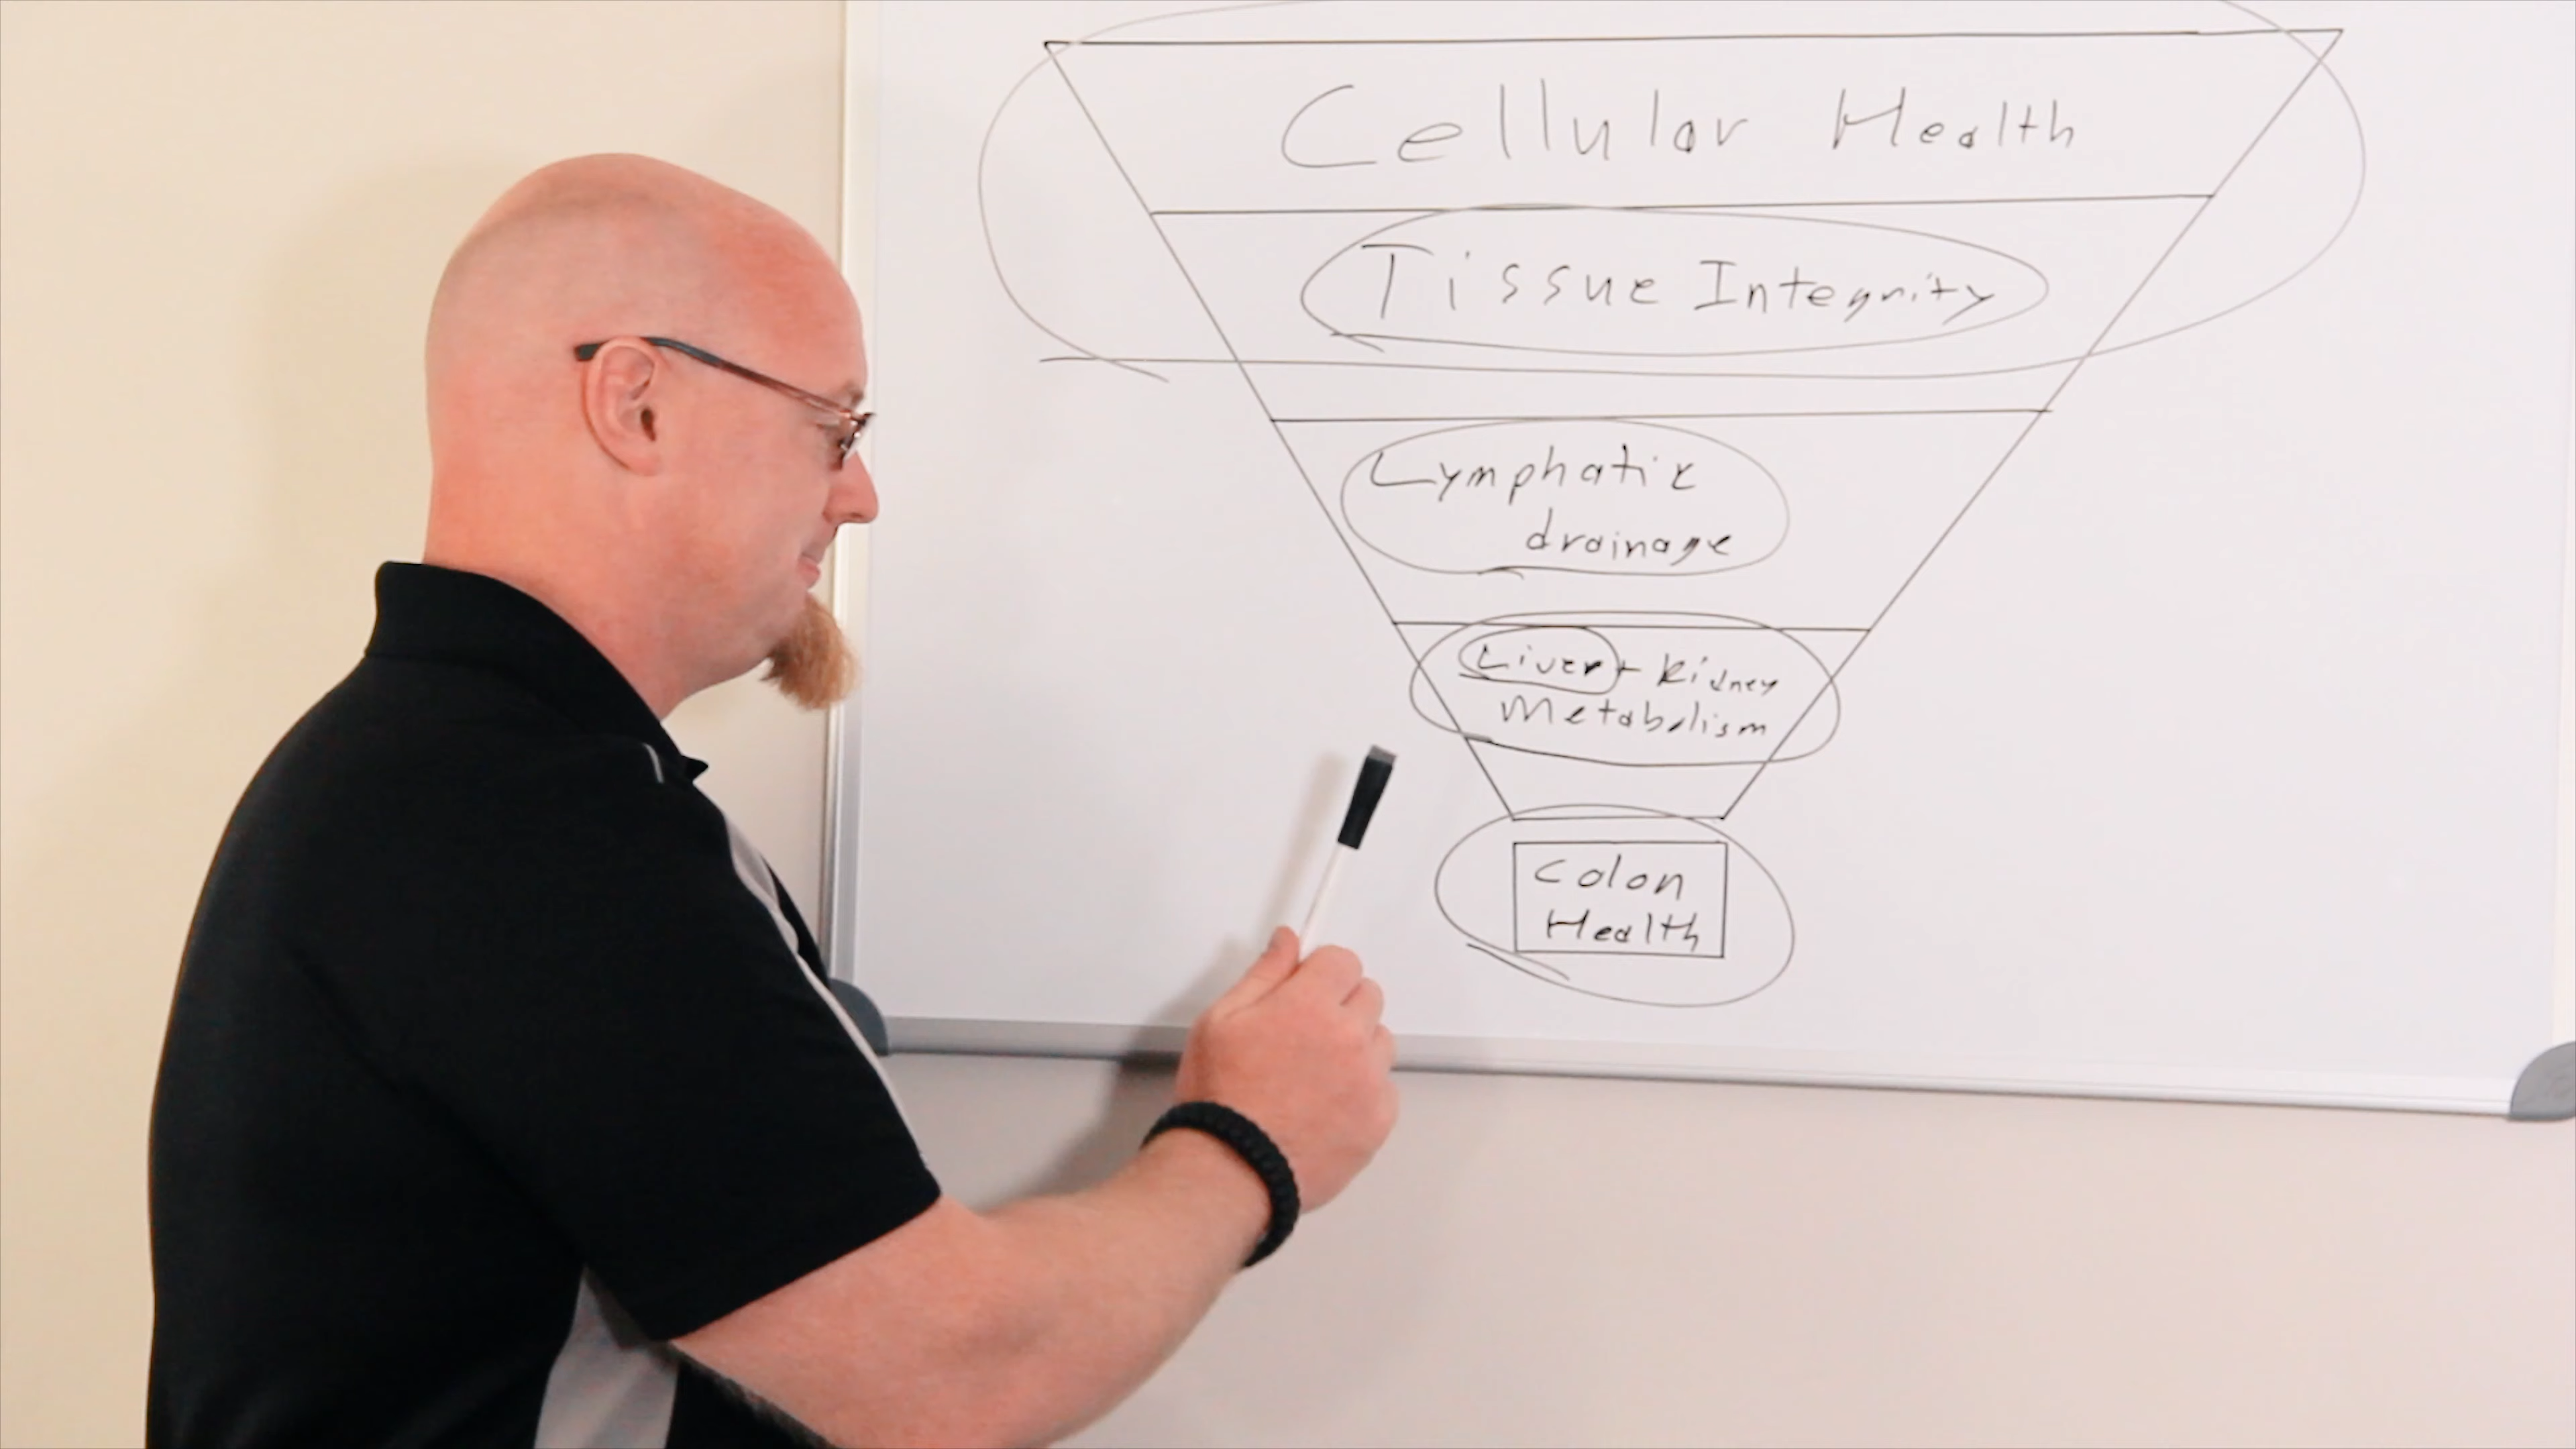 Cellular Health
Tissue Integrity
Lymphatic
drainage
Liver + Kidney
Metabolism
Colon
Health